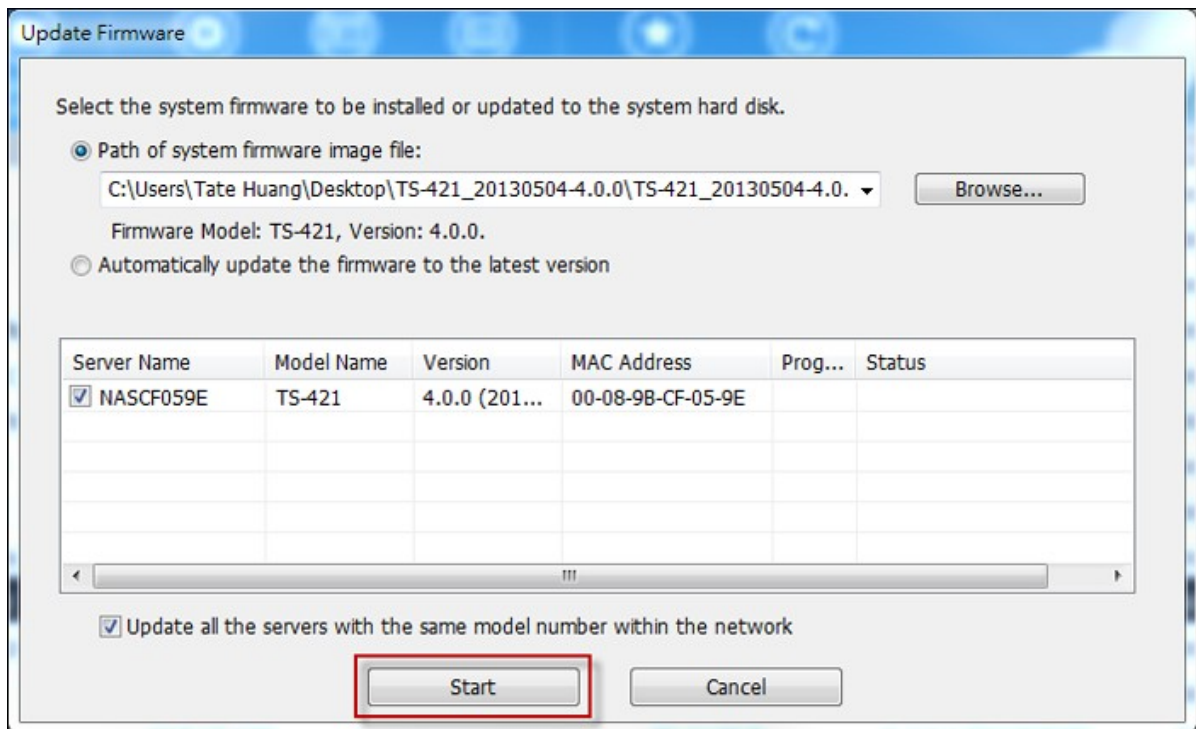 Update Firmware
Select the system firmware to be installed or updated to the system hard disk.
Path of system firmware image file:
C:\Users\Tate Huang\Desktop\TS-421_20130504-4.0.0\TS-421_20130504-4.0.
Browse...
Firmware Model: TS-421, Version: 4.0.0.
Automatically update the firmware to the latest version
Server Name Model Name Version MAC Address Prog... Status
NASCF059E TS-421 4.0.0 (201... 00-08-9B-CF-05-9E
Update all the servers with the same model number within the network
Start Cancel